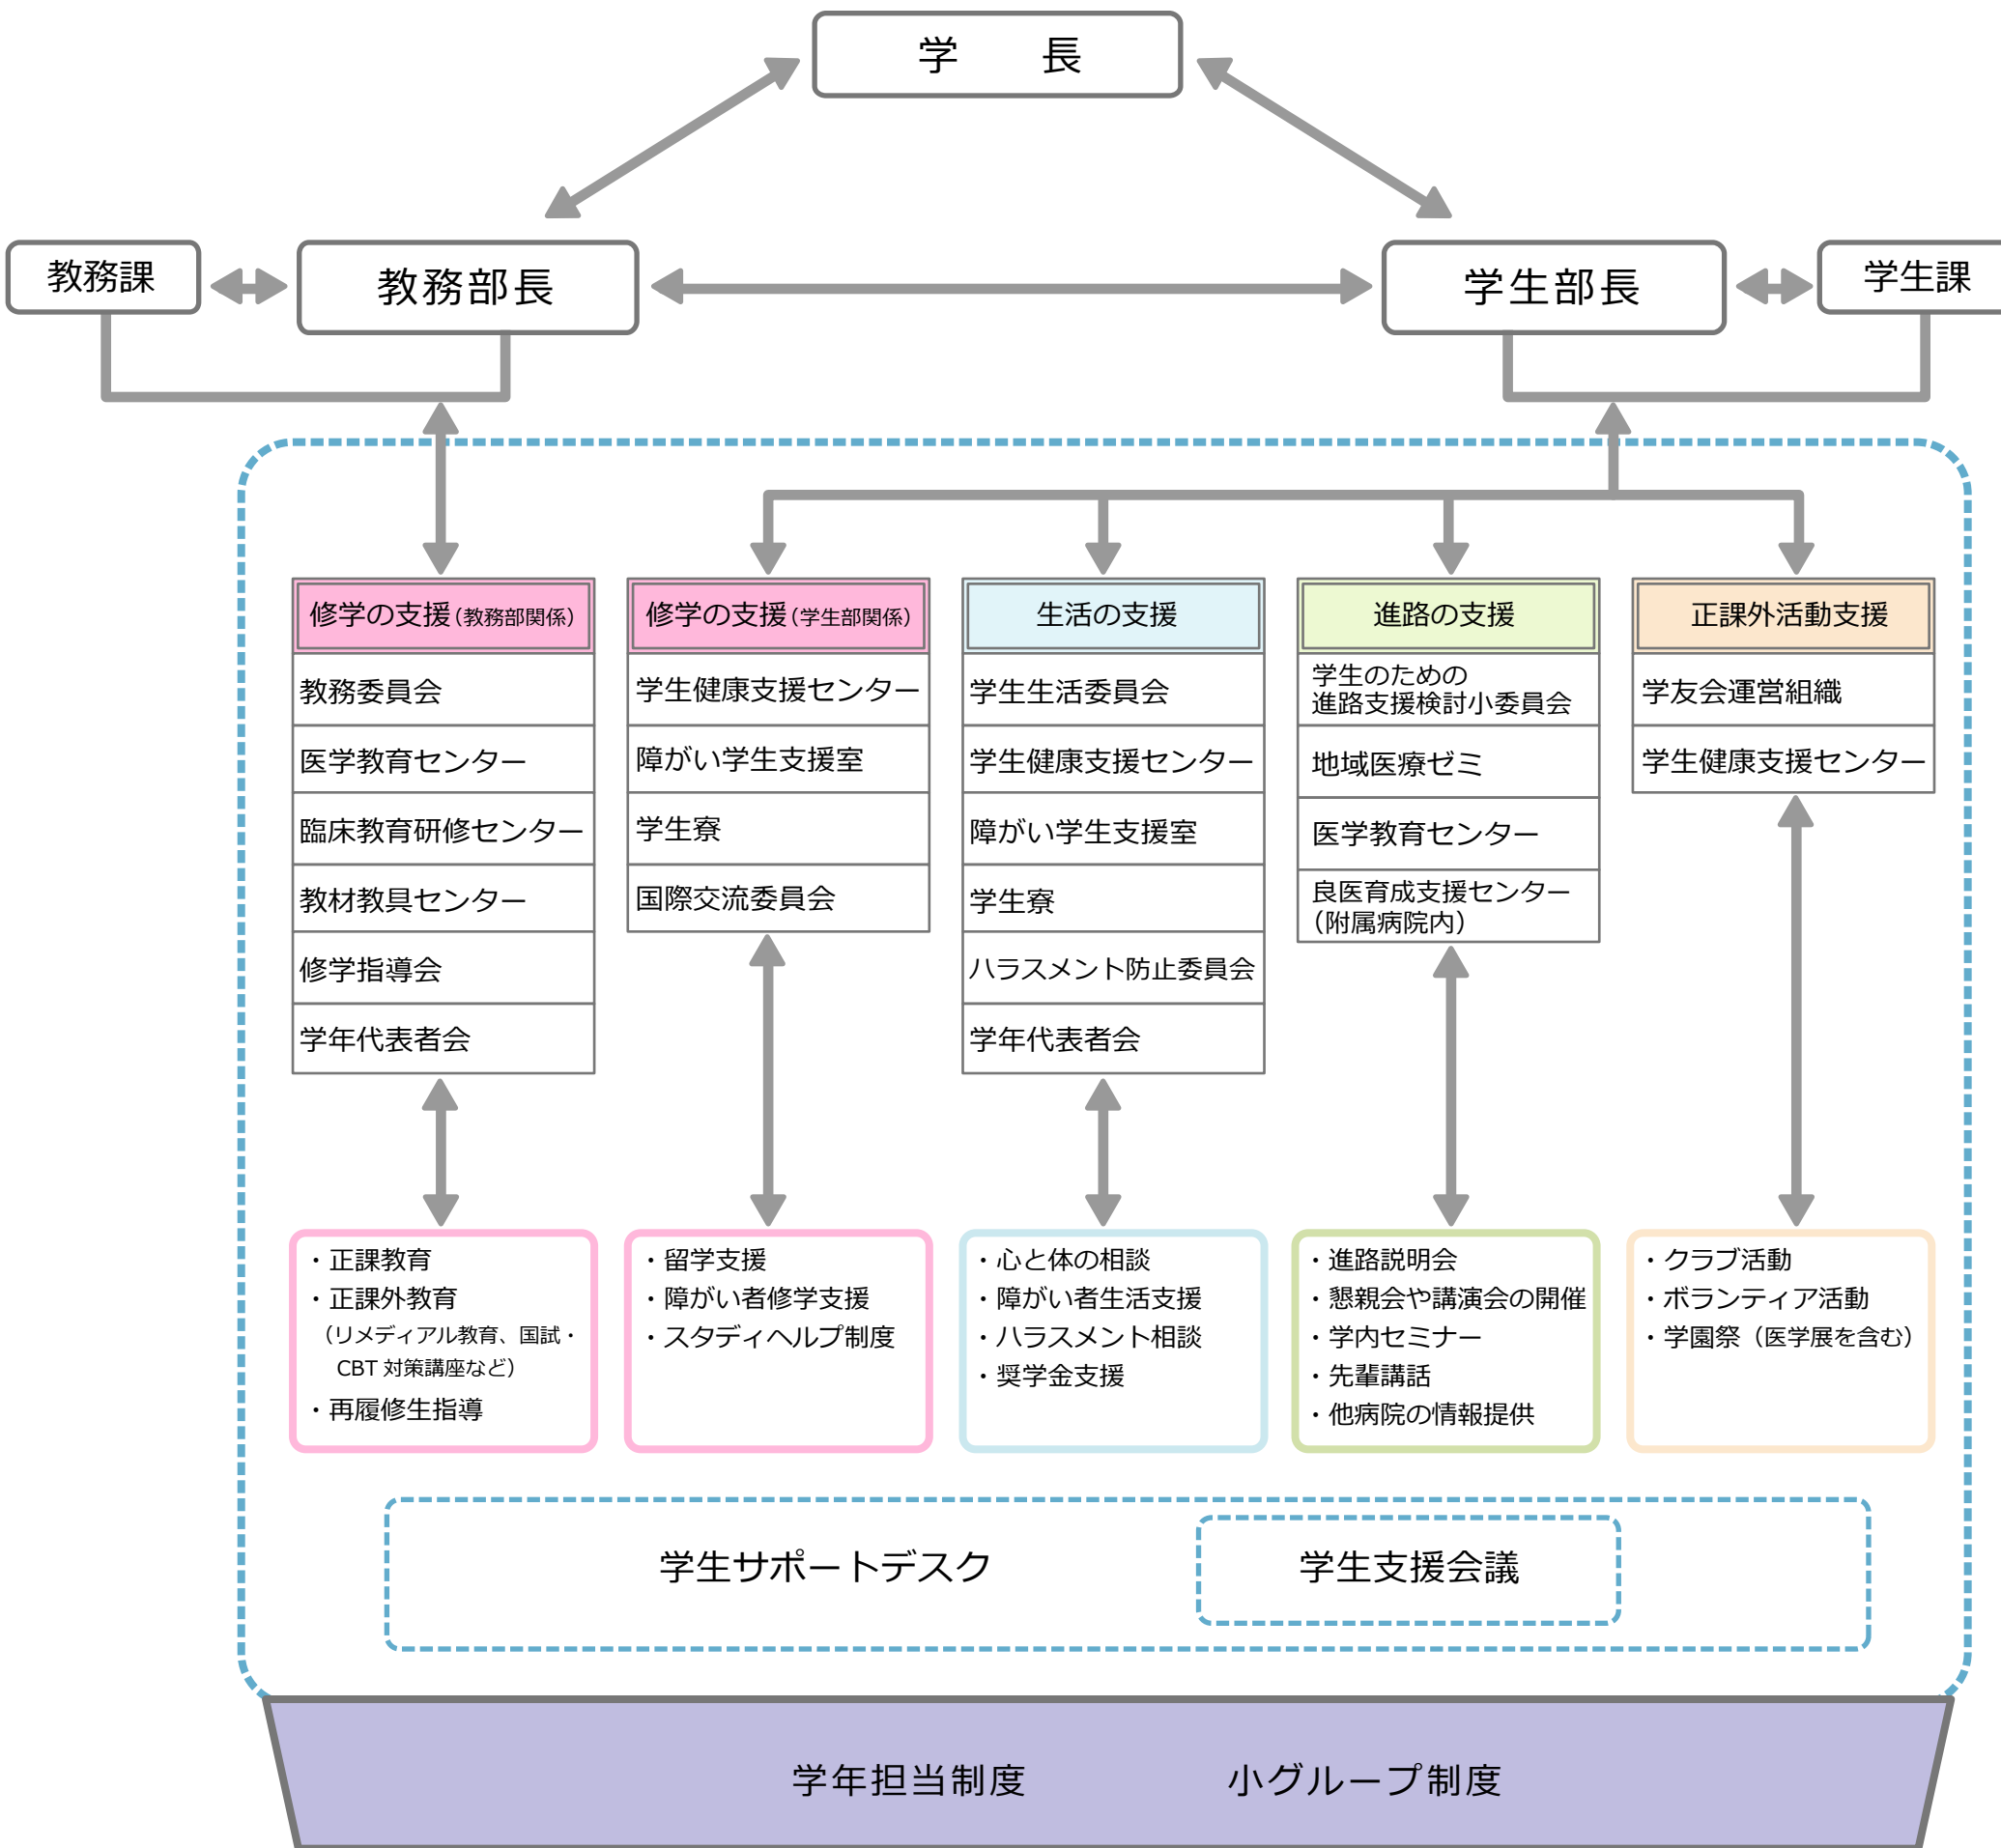 学　　長
教務課
教務部長
学生部長
学生課
修学の支援（教務部関係）
教務委員会
医学教育センター
臨床教育研修センター
教材教具センター
修学指導会
学年代表者会
修学の支援（学生部関係）
学生健康支援センター
障がい学生支援室
学生寮
国際交流委員会
生活の支援
学生生活委員会
学生健康支援センター
障がい学生支援室
学生寮
ハラスメント防止委員会
学年代表者会
進路の支援
学生のための
進路支援検討小委員会
地域医療ゼミ
医学教育センター
良医育成支援センター
（附属病院内）
正課外活動支援
学友会運営組織
学生健康支援センター
・正課教育
・正課外教育
（リメディアル教育、国試・
CBT 対策講座など）
・再履修生指導
・留学支援
・障がい者修学支援
・スタディヘルプ制度
・心と体の相談
・障がい者生活支援
・ハラスメント相談
・奨学金支援
・進路説明会
・懇親会や講演会の開催
・学内セミナー
・先輩講話
・他病院の情報提供
・クラブ活動
・ボランティア活動
・学園祭（医学展を含む）
学生サポートデスク
学生支援会議
学年担当制度
小グループ制度